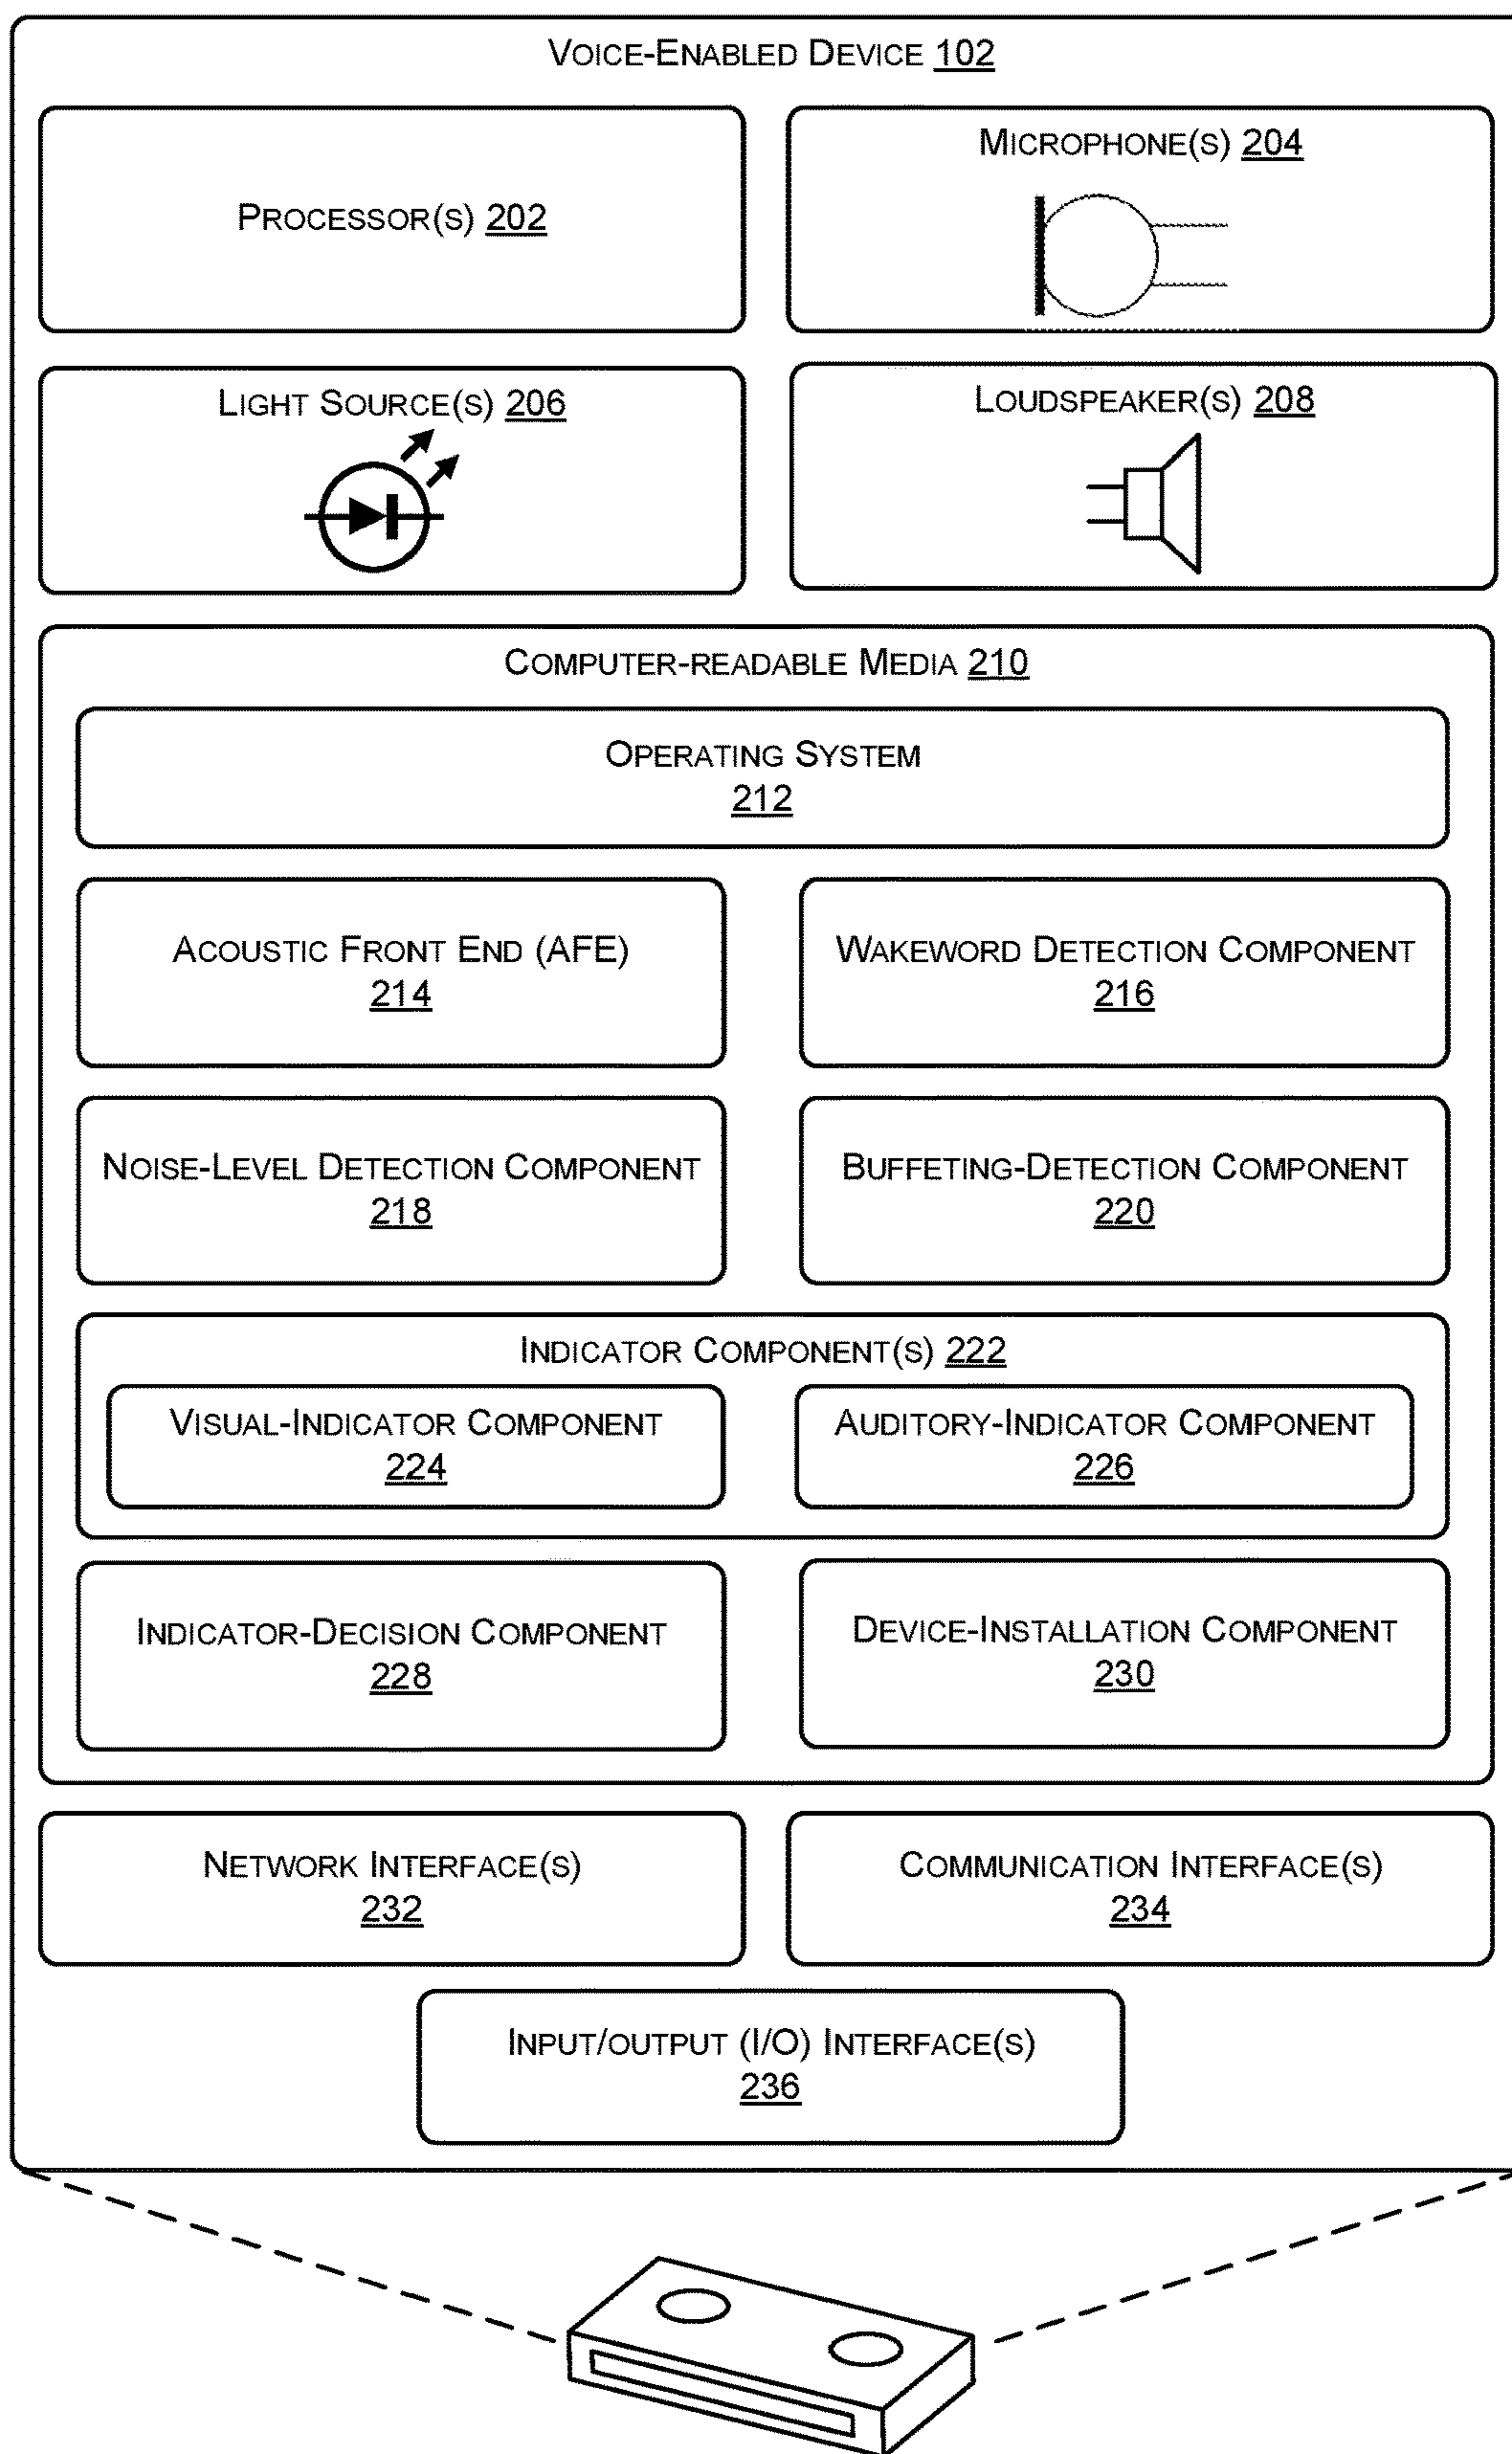 Voice-Enabled Device 102
Processor(s) 202
Microphone(s) 204
Light Source(s) 206
Loudspeaker(s) 208
Computer-readable Media 210
Operating System
212
Acoustic Front End (AFE)
214
Wakeword Detection Component
216
Noise-Level Detection Component
218
Buffeting-Detection Component
220
Indicator Component(s) 222
Visual-Indicator Component
224
Auditory-Indicator Component
226
Indicator-Decision Component
228
Device-Installation Component
230
Network Interface(s)
232
Communication Interface(s)
234
Input/output (I/O) Interface(s)
236